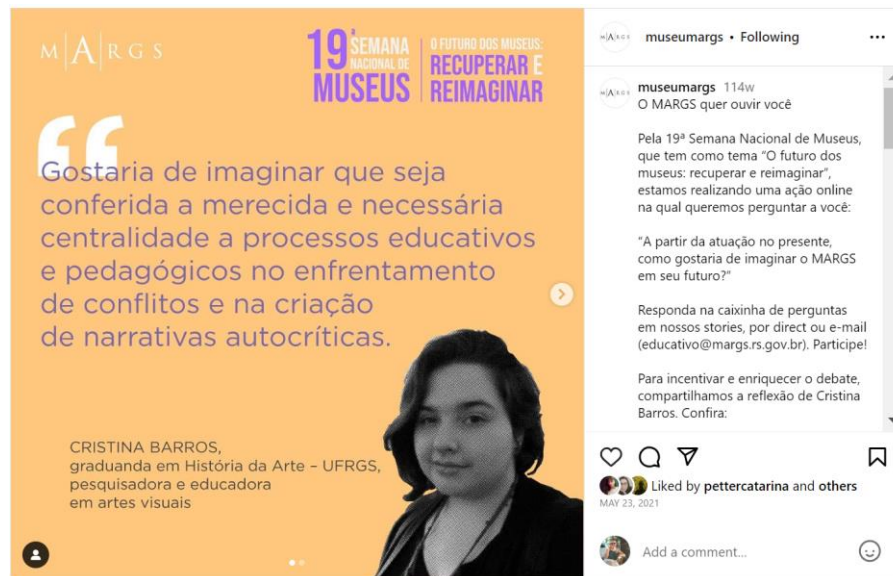 M|A|RGS
19ª SEMANA NACIONAL DE MUSEUS
O FUTURO DOS MUSEUS:
RECUPERAR E
REIMAGINAR
“
Gostaria de imaginar que seja
conferida a merecida e necessária
centralidade a processos educativos
e pedagógicos no enfrentamento
de conflitos e na criação
de narrativas autocríticas.
CRISTINA BARROS,
graduanda em História da Arte – UFRGS,
pesquisadora e educadora
em artes visuais
M|A|RGS
museumargs • Following
M|A|RGS
museumargs 114w
O MARGS quer ouvir você
Pela 19ª Semana Nacional de Museus,
que tem como tema “O futuro dos
museus: recuperar e reimaginar”,
estamos realizando uma ação online
na qual queremos perguntar a você:
“A partir da atuação no presente,
como gostaria de imaginar o MARGS
em seu futuro?”
Responda na caixinha de perguntas
em nossos stories, por direct ou e-mail
(educativo@margs.rs.gov.br). Participe!
Para incentivar e enriquecer o debate,
compartilhamos a reflexão de Cristina
Barros. Confira:
Liked by pettercatarina and others
MAY 23, 2021
Add a comment...